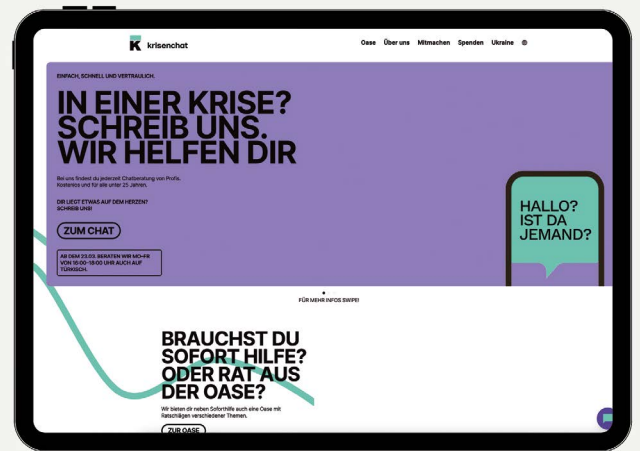 krisenchat
Oase Über uns Mitmachen Spenden Ukraine
EINFACH, SCHNELL UND VERTRAULICH.
IN EINER KRISE?
SCHREIB UNS.
WIR HELFEN DIR
Bei uns findest du jederzeit Chatberatung von Profis.
Kostenlos und für alle unter 25 Jahren.
DIR LIEGT ETWAS AUF DEM HERZEN?
SCHREIB UNS!
ZUM CHAT
AB DEM 23.03. BERATEN WIR MO-FR
VON 16:00-18:00 UHR AUCH AUF
TÜRKISCH.
HALLO?
IST DA
JEMAND?
FÜR MEHR INFOS SWIPE!
BRAUCHST DU
SOFORT HILFE?
ODER RAT AUS
DER OASE?
Wir bieten dir neben Soforthilfe auch eine Oase mit
Ratschlägen verschiedener Themen.
ZUR OASE